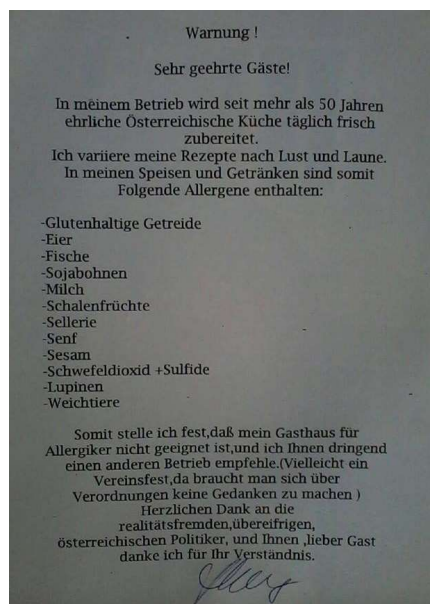 Warnung !
Sehr geehrte Gäste!
In meinem Betrieb wird seit mehr als 50 Jahren
ehrliche Österreichische Küche täglich frisch
zubereitet.
Ich variiere meine Rezepte nach Lust und Laune.
In meinen Speisen und Getränken sind somit
Folgende Allergene enthalten:
-Glutenhaltige Getreide
-Eier
-Fische
-Sojabohnen
-Milch
-Schalenfrüchte
-Sellerie
-Senf
-Sesam
-Schwefeldioxid +Sulfide
-Lupinen
-Weichtiere
Somit stelle ich fest,daß mein Gasthaus für
Allergiker nicht geeignet ist,und ich Ihnen dringend
einen anderen Betrieb empfehle.(Vielleicht ein
Vereinsfest,da braucht man sich über
Verordnungen keine Gedanken zu machen )
Herzlichen Dank an die
realitätsfremden,übereifrigen,
österreichischen Politiker, und Ihnen ,lieber Gast
danke ich für Ihr Verständnis.